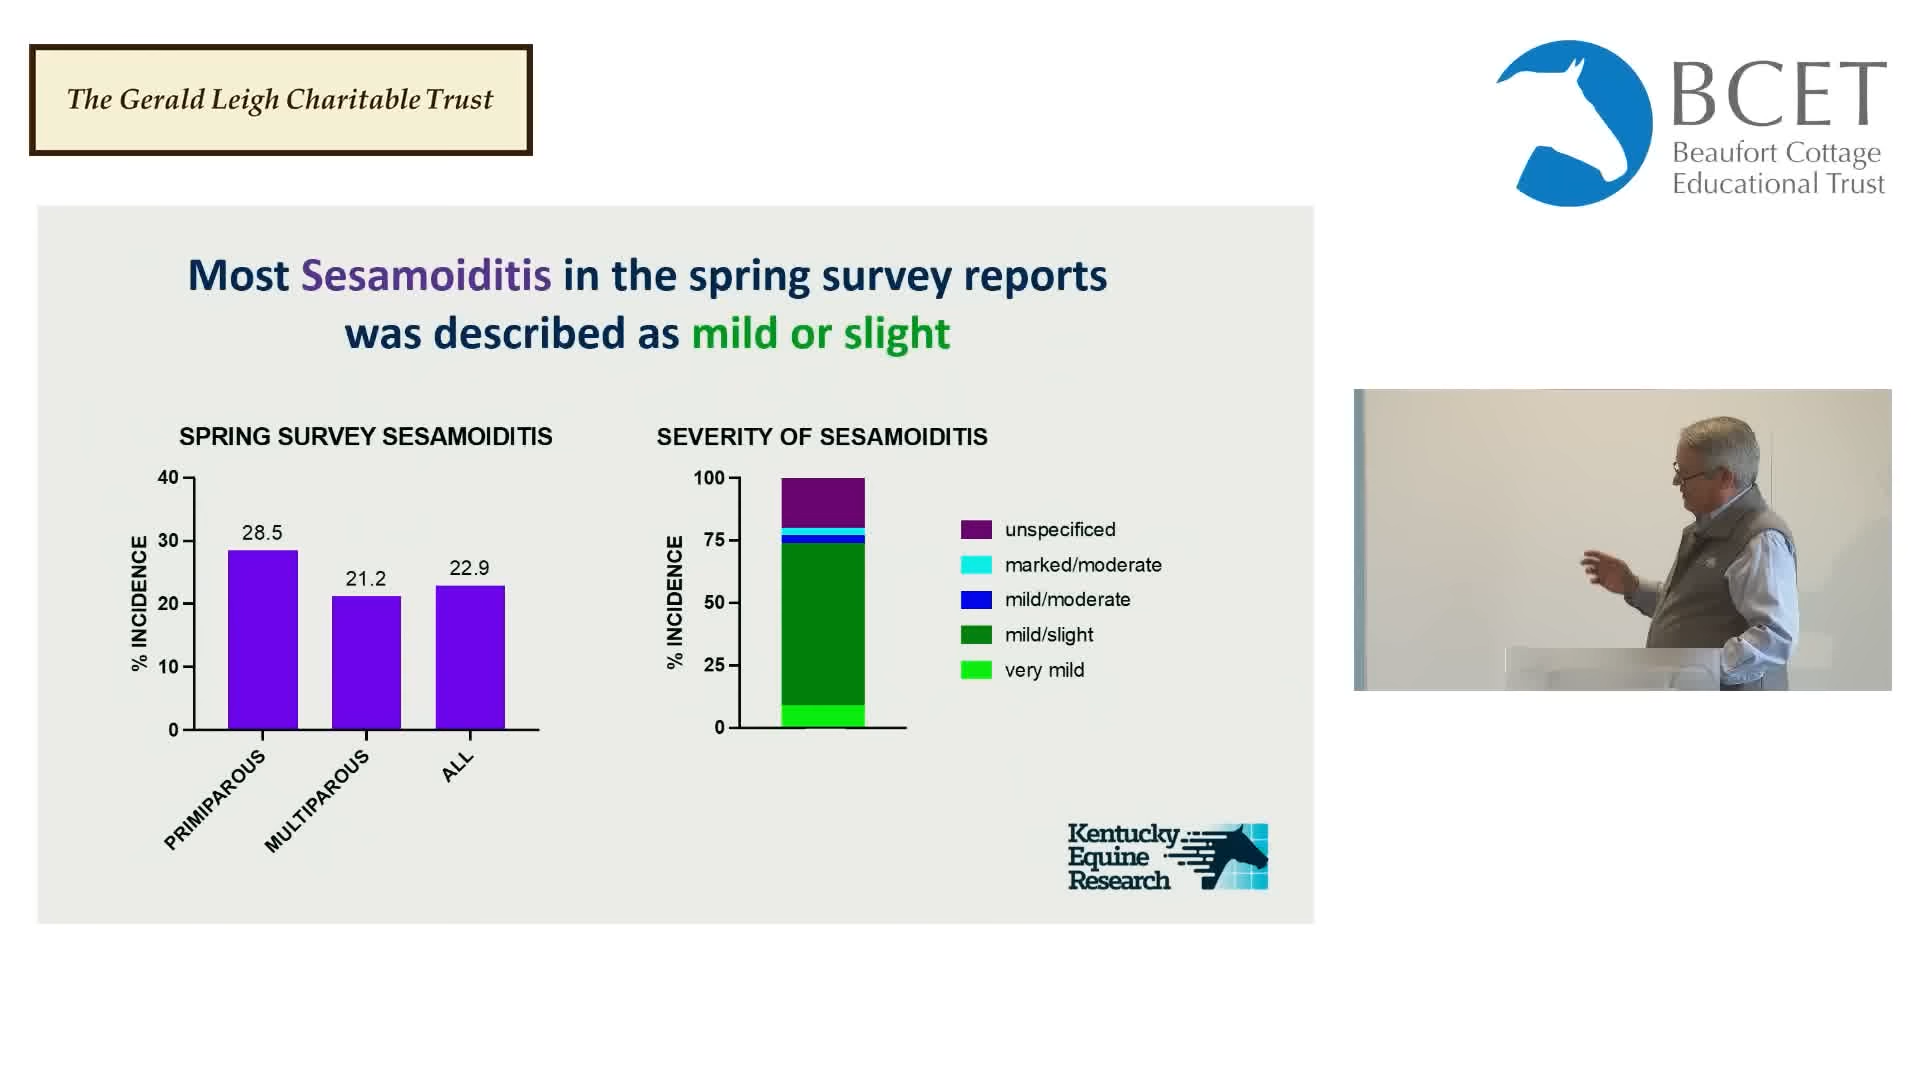 The Gerald Leigh Charitable Trust
BCET
Beaufort Cottage
Educational Trust
Most Sesamoiditis in the spring survey reports
was described as mild or slight
SPRING SURVEY SESAMOIDITIS
% INCIDENCE
40
30
20
10
0
28.5
21.2
22.9
PRIMIPAROUS
MULTIPAROUS
ALL
SEVERITY OF SESAMOIDITIS
% INCIDENCE
100
75
50
25
0
unspecificed
marked/moderate
mild/moderate
mild/slight
very mild
Kentucky
Equine
Research